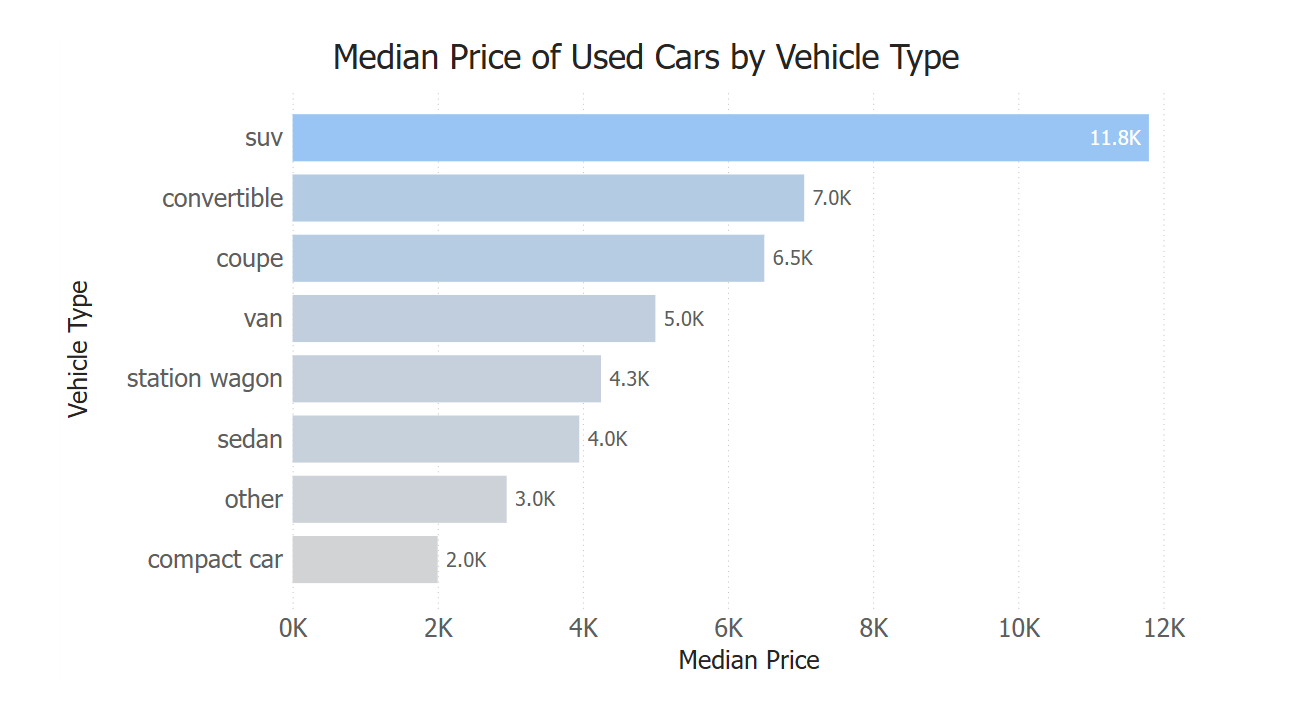 Median Price of Used Cars by Vehicle Type
Vehicle Type
suv 11.8K
convertible 7.0K
coupe 6.5K
van 5.0K
station wagon 4.3K
sedan 4.0K
other 3.0K
compact car 2.0K
0K 2K 4K 6K 8K 10K 12K
Median Price